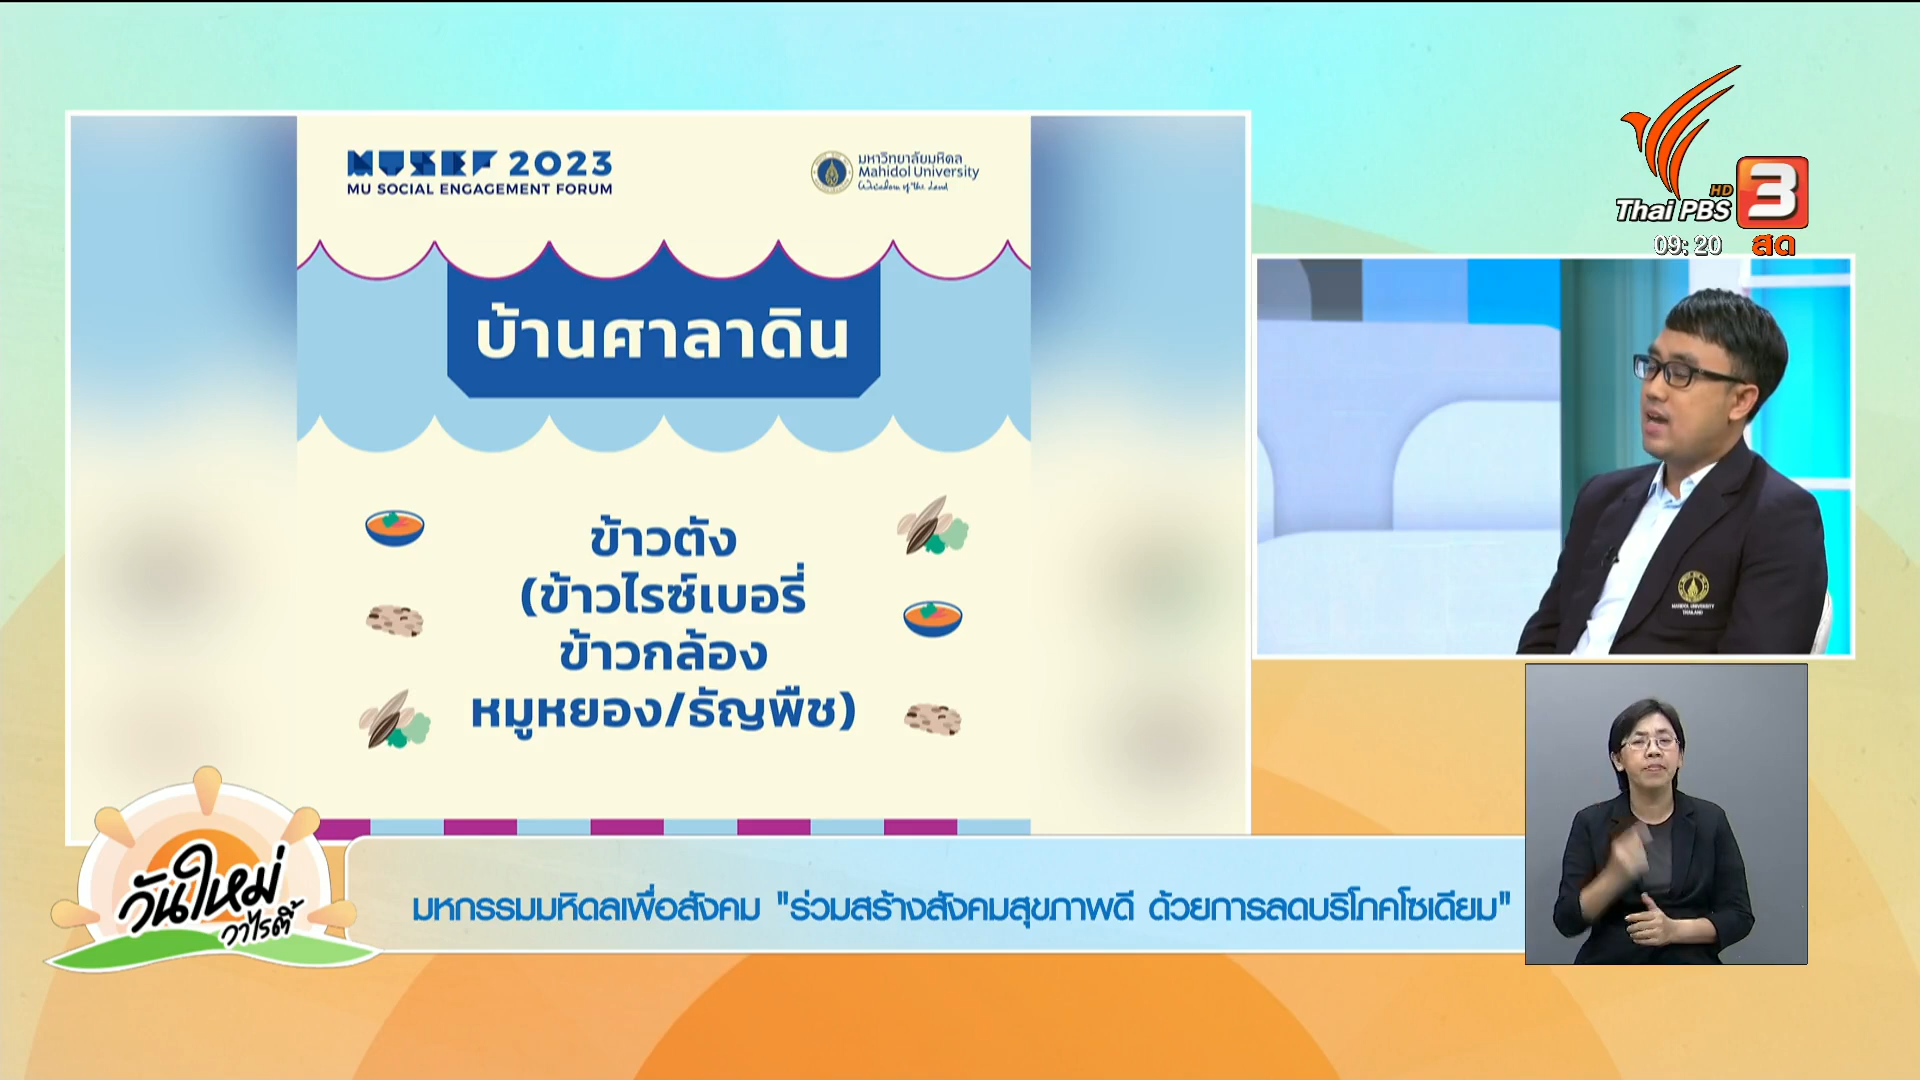 MUSEF 2023
MU SOCIAL ENGAGEMENT FORUM
มหาวิทยาลัยมหิดล
Mahidol University
Wisdom of the Land
บ้านศาลาดิน
ข้าวตัง
(ข้าวไรซ์เบอรี่
ข้าวกล้อง
หมูหยอง/ธัญพืช)
HD
Thai PBS
3
09:20
สด
MAHIDOL UNIVERSITY
THAILAND
วันใหม่
วาไรตี้
มหกรรมมหิดลเพื่อสังคม "ร่วมสร้างสังคมสุขภาพดี ด้วยการลดบริโภคโซเดียม"